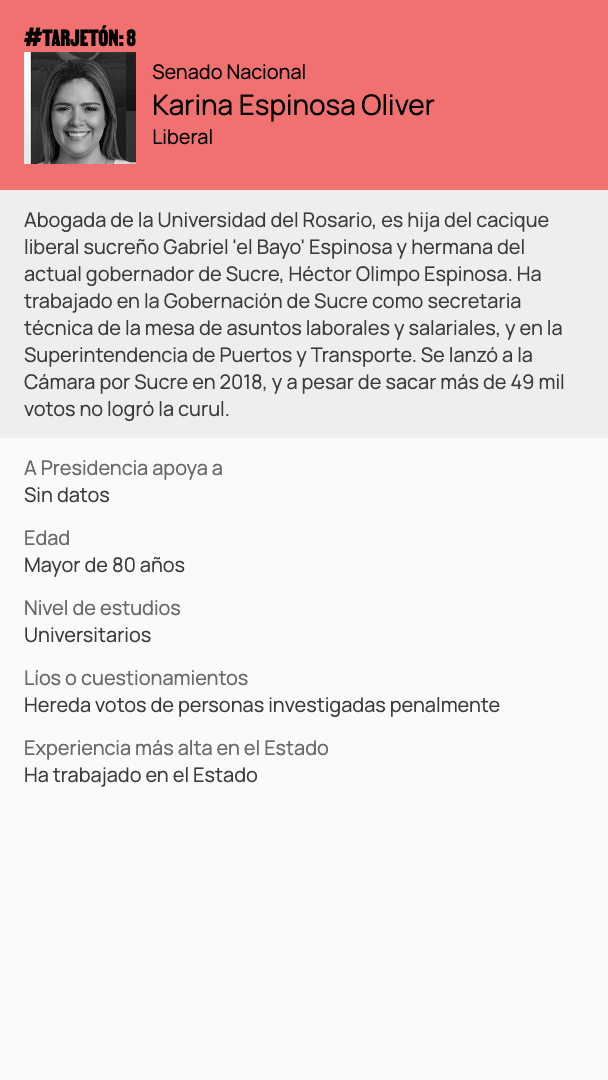 #TARJETÓN: 8
Senado Nacional
Karina Espinosa Oliver
Liberal
Abogada de la Universidad del Rosario, es hija del cacique
liberal sucreño Gabriel 'el Bayo' Espinosa y hermana del
actual gobernador de Sucre, Héctor Olimpo Espinosa. Ha
trabajado en la Gobernación de Sucre como secretaria
técnica de la mesa de asuntos laborales y salariales, y en la
Superintendencia de Puertos y Transporte. Se lanzó a la
Cámara por Sucre en 2018, y a pesar de sacar más de 49 mil
votos no logró la curul.
A Presidencia apoya a
Sin datos
Edad
Mayor de 80 años
Nivel de estudios
Universitarios
Líos o cuestionamientos
Hereda votos de personas investigadas penalmente
Experiencia más alta en el Estado
Ha trabajado en el Estado